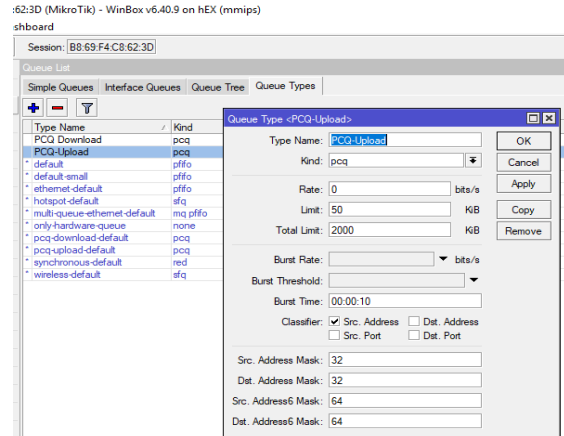 :62:3D (MikroTik) - WinBox v6.40.9 on hEX (mmips)
shboard
Session: B8:69:F4:C8:62:3D
Queue List
Simple Queues Interface Queues Queue Tree Queue Types
Type Name / Kind
PCQ Download pcq
PCQ-Upload pcq
* default pfifo
* default-small pfifo
* ethernet-default pfifo
* hotspot-default sfq
* multi-queue-ethernet-default mq pfifo
* only-hardware-queue none
* pcq-download-default pcq
* pcq-upload-default pcq
* synchronous-default red
* wireless-default sfq
Queue Type <PCQ-Upload>
Type Name: PCQ-Upload OK
Kind: pcq Cancel
Rate: 0 bits/s Apply
Limit: 50 KiB Copy
Total Limit: 2000 KiB Remove
Burst Rate: bits/s
Burst Threshold:
Burst Time: 00:00:10
Classifier: Src. Address Dst. Address
Src. Port Dst. Port
Src. Address Mask: 32
Dst. Address Mask: 32
Src. Address6 Mask: 64
Dst. Address6 Mask: 64